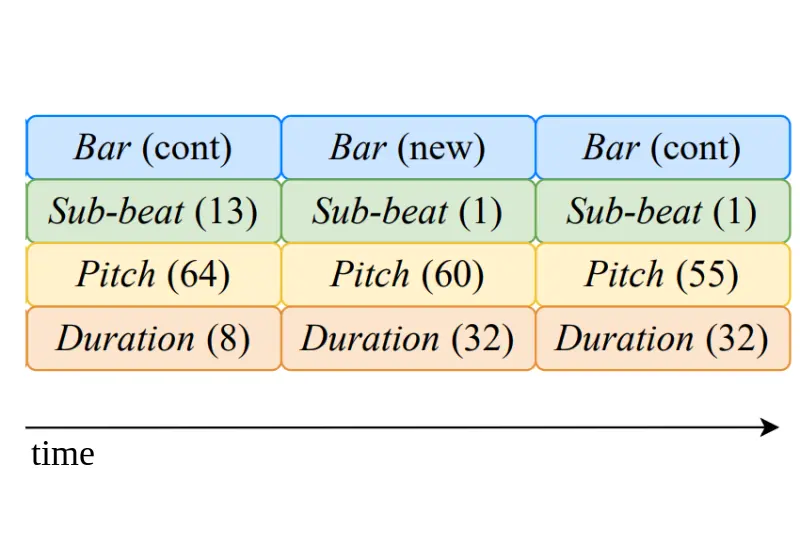 Bar (cont) Bar (new) Bar (cont)
Sub-beat (13) Sub-beat (1) Sub-beat (1)
Pitch (64) Pitch (60) Pitch (55)
Duration (8) Duration (32) Duration (32)
time